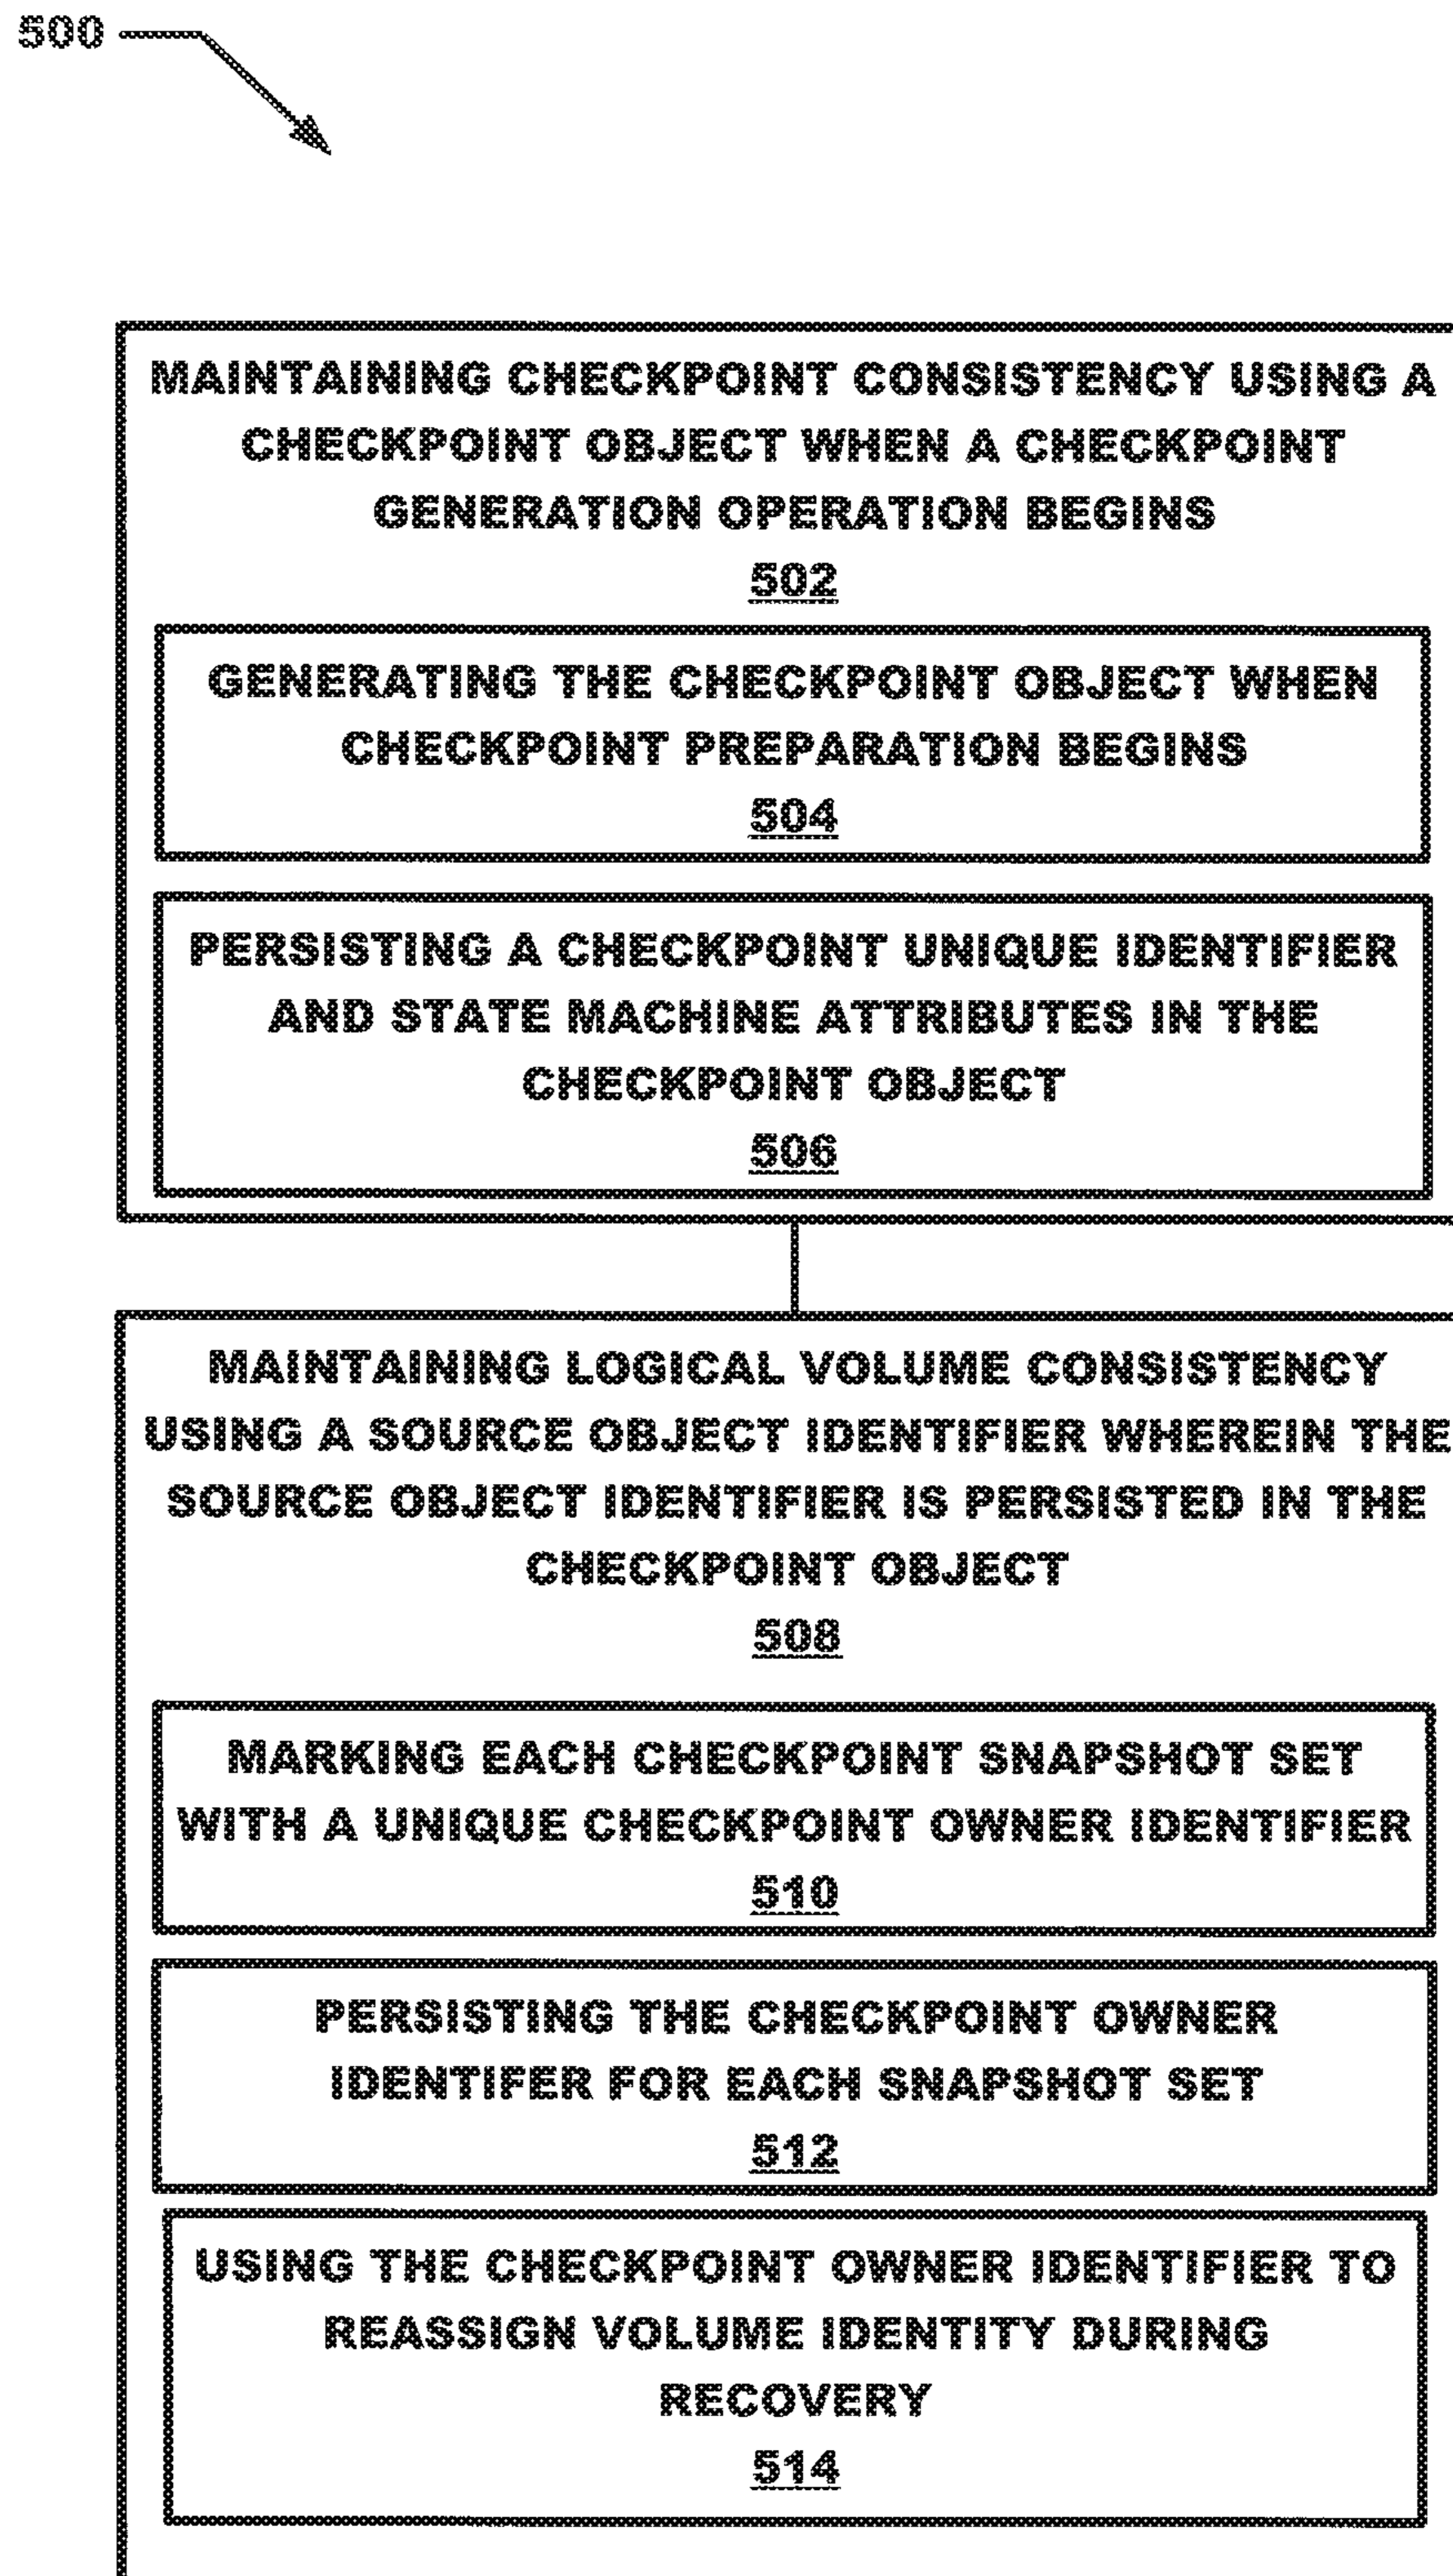 500
MAINTAINING CHECKPOINT CONSISTENCY USING A
CHECKPOINT OBJECT WHEN A CHECKPOINT
GENERATION OPERATION BEGINS
502
GENERATING THE CHECKPOINT OBJECT WHEN
CHECKPOINT PREPARATION BEGINS
504
PERSISTING A CHECKPOINT UNIQUE IDENTIFIER
AND STATE MACHINE ATTRIBUTES IN THE
CHECKPOINT OBJECT
506
MAINTAINING LOGICAL VOLUME CONSISTENCY
USING A SOURCE OBJECT IDENTIFIER WHEREIN THE
SOURCE OBJECT IDENTIFIER IS PERSISTED IN THE
CHECKPOINT OBJECT
508
MARKING EACH CHECKPOINT SNAPSHOT SET
WITH A UNIQUE CHECKPOINT OWNER IDENTIFIER
510
PERSISTING THE CHECKPOINT OWNER
IDENTIFER FOR EACH SNAPSHOT SET
512
USING THE CHECKPOINT OWNER IDENTIFIER TO
REASSIGN VOLUME IDENTITY DURING
RECOVERY
514